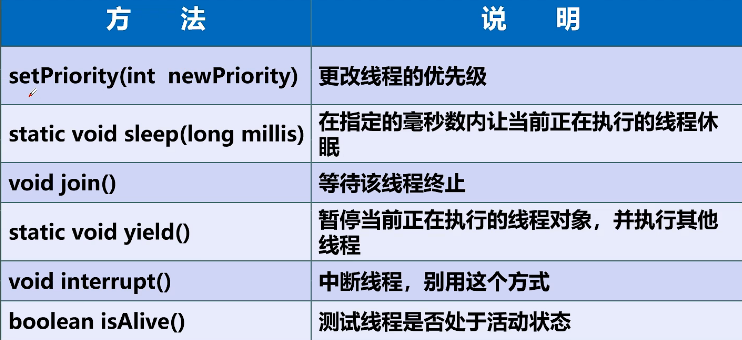 方 法
说 明
setPriority(int newPriority)
更改线程的优先级
static void sleep(long millis)
在指定的毫秒数内让当前正在执行的线程休
眠
void join()
等待该线程终止
static void yield()
暂停当前正在执行的线程对象，并执行其他
线程
void interrupt()
中断线程，别用这个方式
boolean isAlive()
测试线程是否处于活动状态